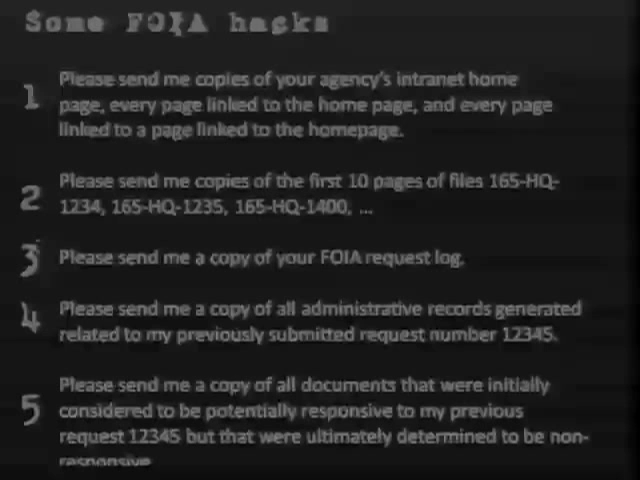 Some FOIA hacks
1 Please send me copies of your agency's intranet home
page, every page linked to the home page, and every page
linked to a page linked to the homepage.
2 Please send me copies of the first 10 pages of files 165-HQ-
1234, 165-HQ-1235, 165-HQ-1400, ...
3 Please send me a copy of your FOIA request log.
4 Please send me a copy of all administrative records generated
related to my previously submitted request number 12345.
5 Please send me a copy of all documents that were initially
considered to be potentially responsive to my previous
request 12345 but that were ultimately determined to be non-
responsive